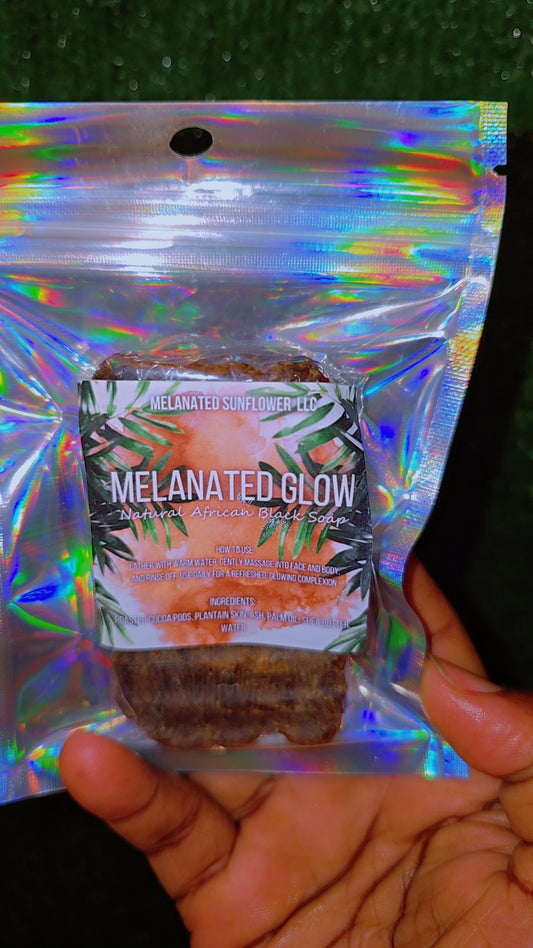 MELANATED SUNFLOWER LLC
MELANATED GLOW
Natural African Black Soap
HOW TO USE
LATHER WITH WARM WATER, GENTLY MASSAGE INTO FACE AND BODY,
AND RINSE OFF. USE DAILY FOR A REFRESHED, GLOWING COMPLEXION
INGREDIENTS:
ROASTED COCOA PODS, PLANTAIN SKIN, ASH, PALM OIL, SHEA BUTTER,
WATER